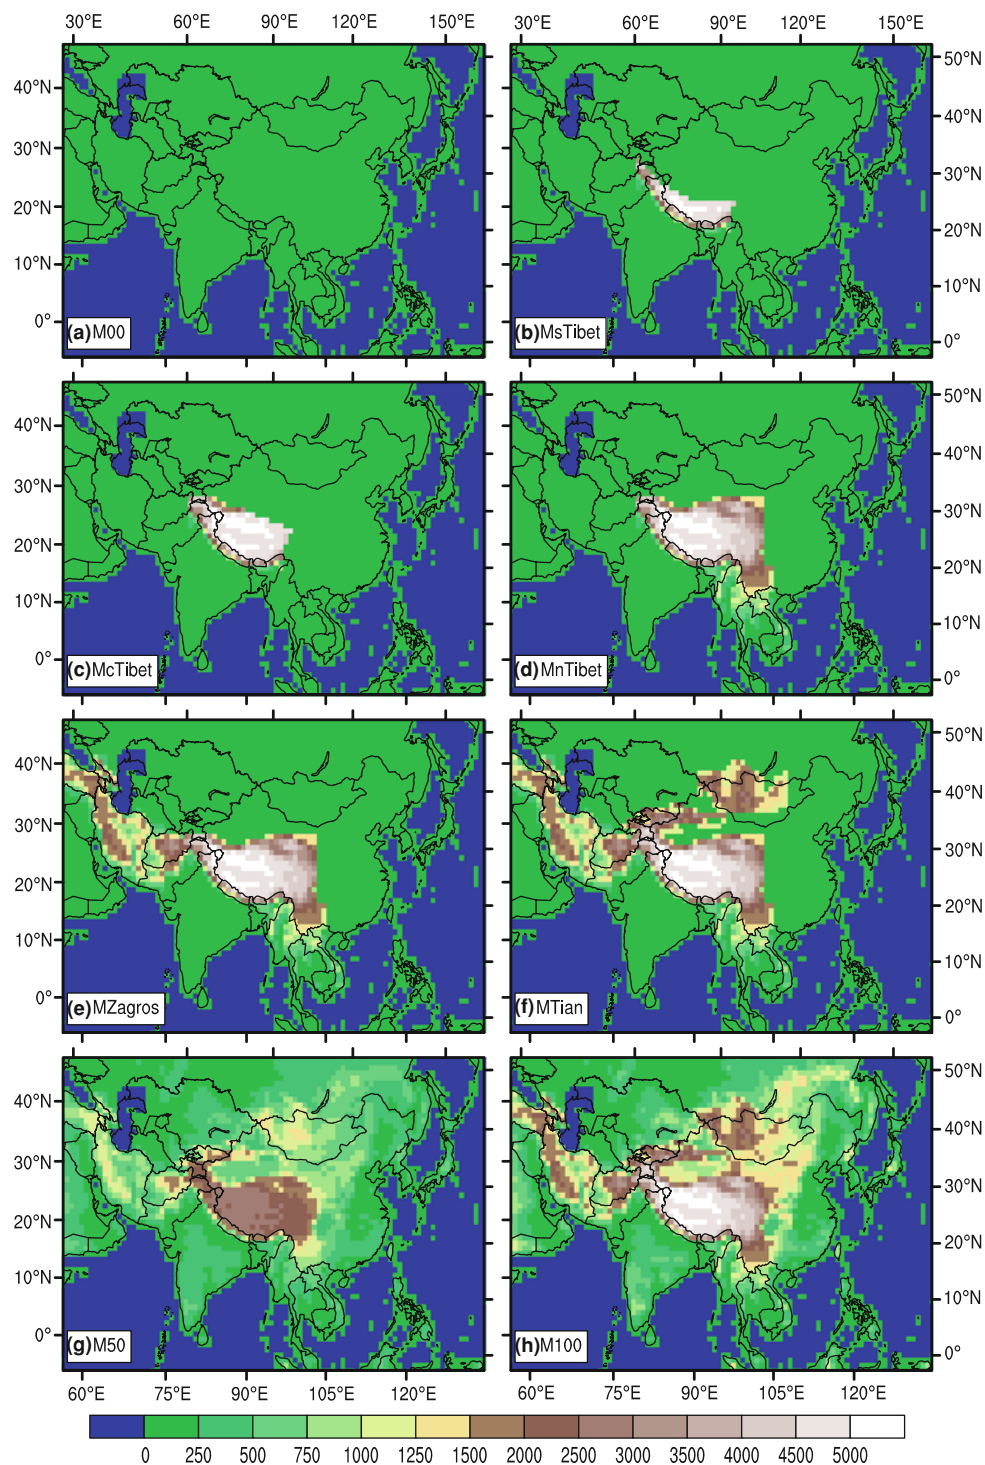 30°E 60°E 90°E 120°E 150°E 30°E 60°E 90°E 120°E 150°E
40°N
30°N
20°N
10°N
0°
(a) M00
50°N
40°N
30°N
20°N
10°N
0°
(b) MsTibet
40°N
30°N
20°N
10°N
0°
(c) McTibet
50°N
40°N
30°N
20°N
10°N
0°
(d) MnTibet
40°N
30°N
20°N
10°N
0°
(e) MZagros
50°N
40°N
30°N
20°N
10°N
0°
(f) MTian
40°N
30°N
20°N
10°N
0°
(g) M50
50°N
40°N
30°N
20°N
10°N
0°
(h) M100
60°E 75°E 90°E 105°E 120°E 60°E 75°E 90°E 105°E 120°E
0 250 500 750 1000 1250 1500 2000 2500 3000 3500 4000 4500 5000